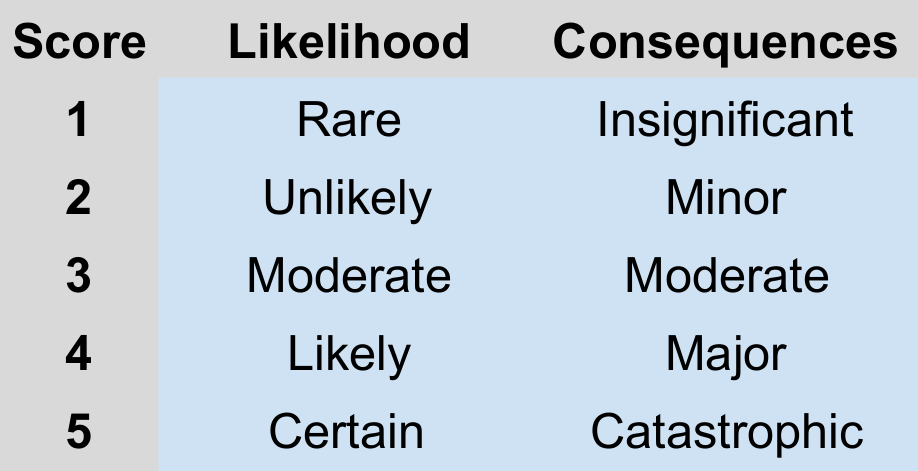 Score Likelihood Consequences
1 Rare Insignificant
2 Unlikely Minor
3 Moderate Moderate
4 Likely Major
5 Certain Catastrophic